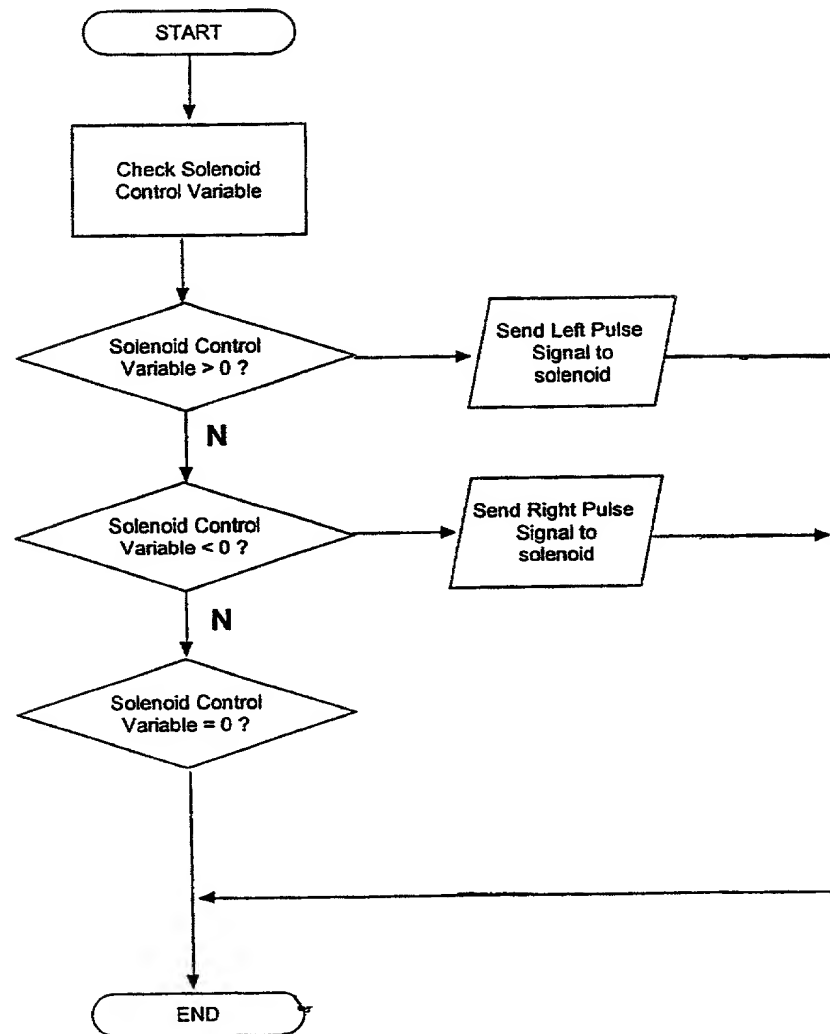 START
Check Solenoid
Control Variable
Solenoid Control
Variable > 0 ?
Send Left Pulse
Signal to
solenoid
N
Solenoid Control
Variable < 0 ?
Send Right Pulse
Signal to
solenoid
N
Solenoid Control
Variable = 0 ?
END